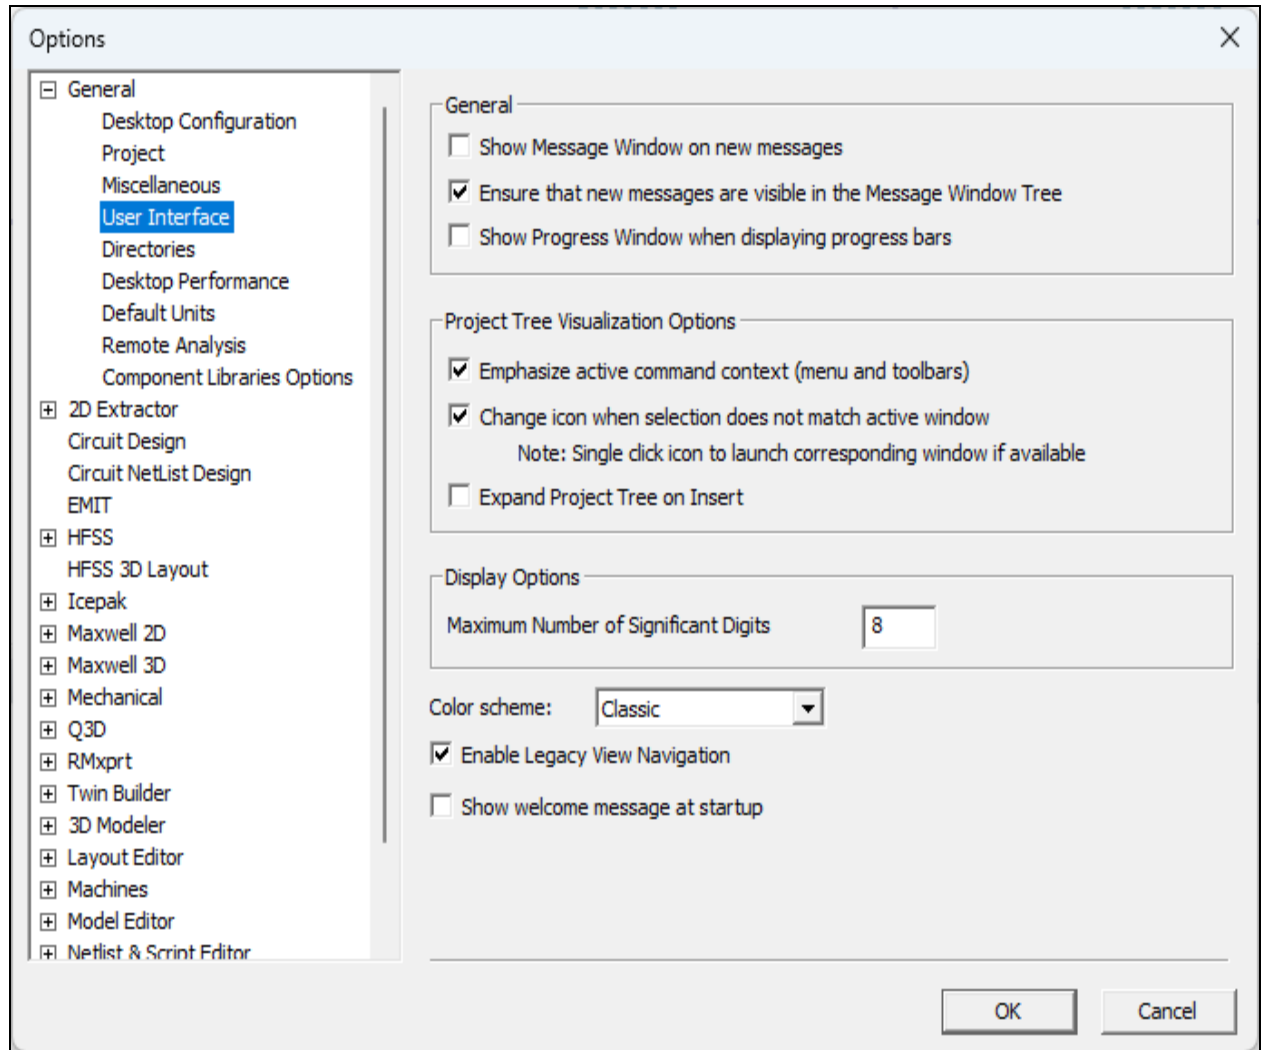 Options
General
Desktop Configuration
Project
Miscellaneous
User Interface
Directories
Desktop Performance
Default Units
Remote Analysis
Component Libraries Options
2D Extractor
Circuit Design
Circuit NetList Design
EMIT
HFSS
HFSS 3D Layout
Icepak
Maxwell 2D
Maxwell 3D
Mechanical
Q3D
RMxprt
Twin Builder
3D Modeler
Layout Editor
Machines
Model Editor
Netlist & Script Editor
General
Show Message Window on new messages
Ensure that new messages are visible in the Message Window Tree
Show Progress Window when displaying progress bars
Project Tree Visualization Options
Emphasize active command context (menu and toolbars)
Change icon when selection does not match active window
Note: Single click icon to launch corresponding window if available
Expand Project Tree on Insert
Display Options
Maximum Number of Significant Digits 8
Color scheme: Classic
Enable Legacy View Navigation
Show welcome message at startup
OK Cancel